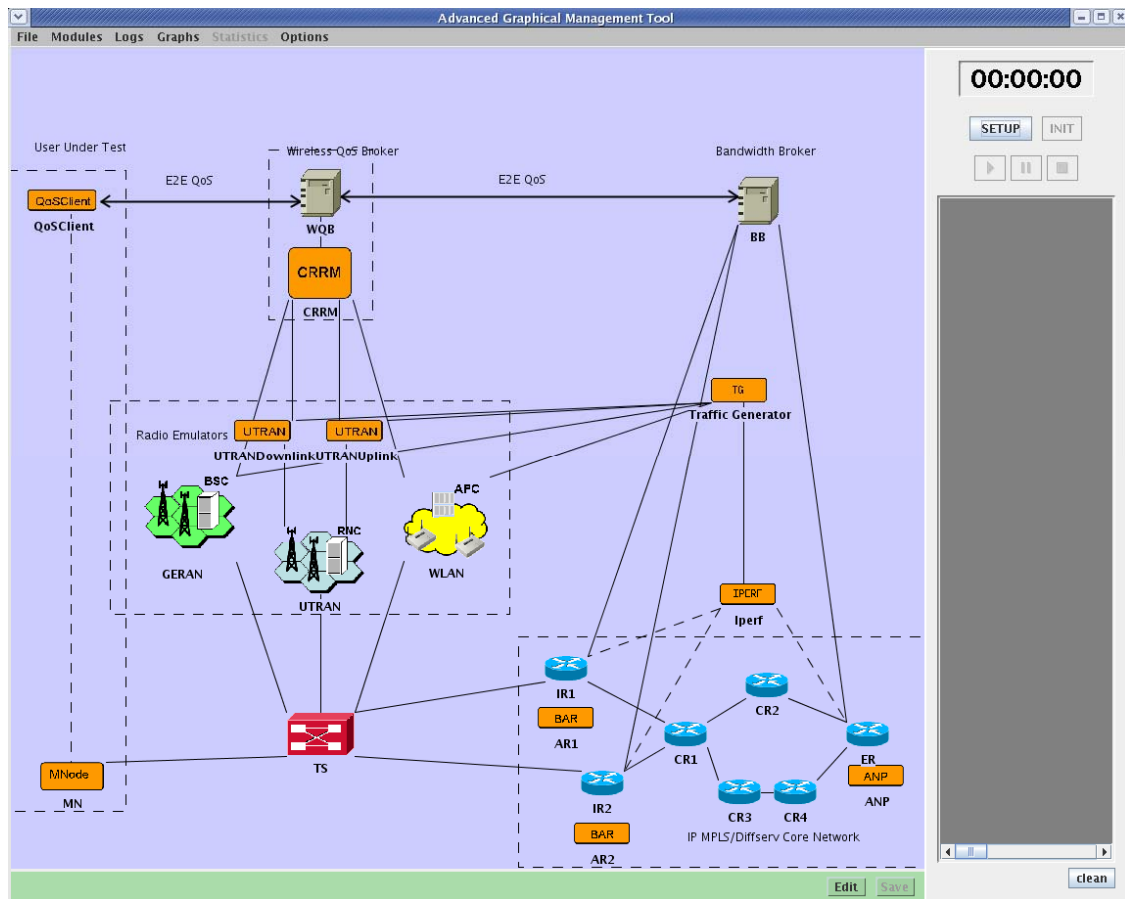 Advanced Graphical Management Tool
File Modules Logs Graphs Statistics Options
00:00:00
SETUP INIT
User Under Test
Wireless QoS Broker
Bandwidth Broker
E2E QoS
E2E QoS
QoSClient
QoSClient
WQB
BB
CRRM
CRRM
TG
Traffic Generator
Radio Emulators
UTRAN
UTRAN
UTRANDownlink
UTRANUplink
BSC
APC
RNC
GERAN
WLAN
UTRAN
IPERF
Iperf
IR1
CR2
BAR
AR1
CR1
ER
TS
MNode
MN
ANP
ANP
IR2
CR3
CR4
BAR
IP MPLS/Diffserv Core Network
AR2
clean
Edit Save